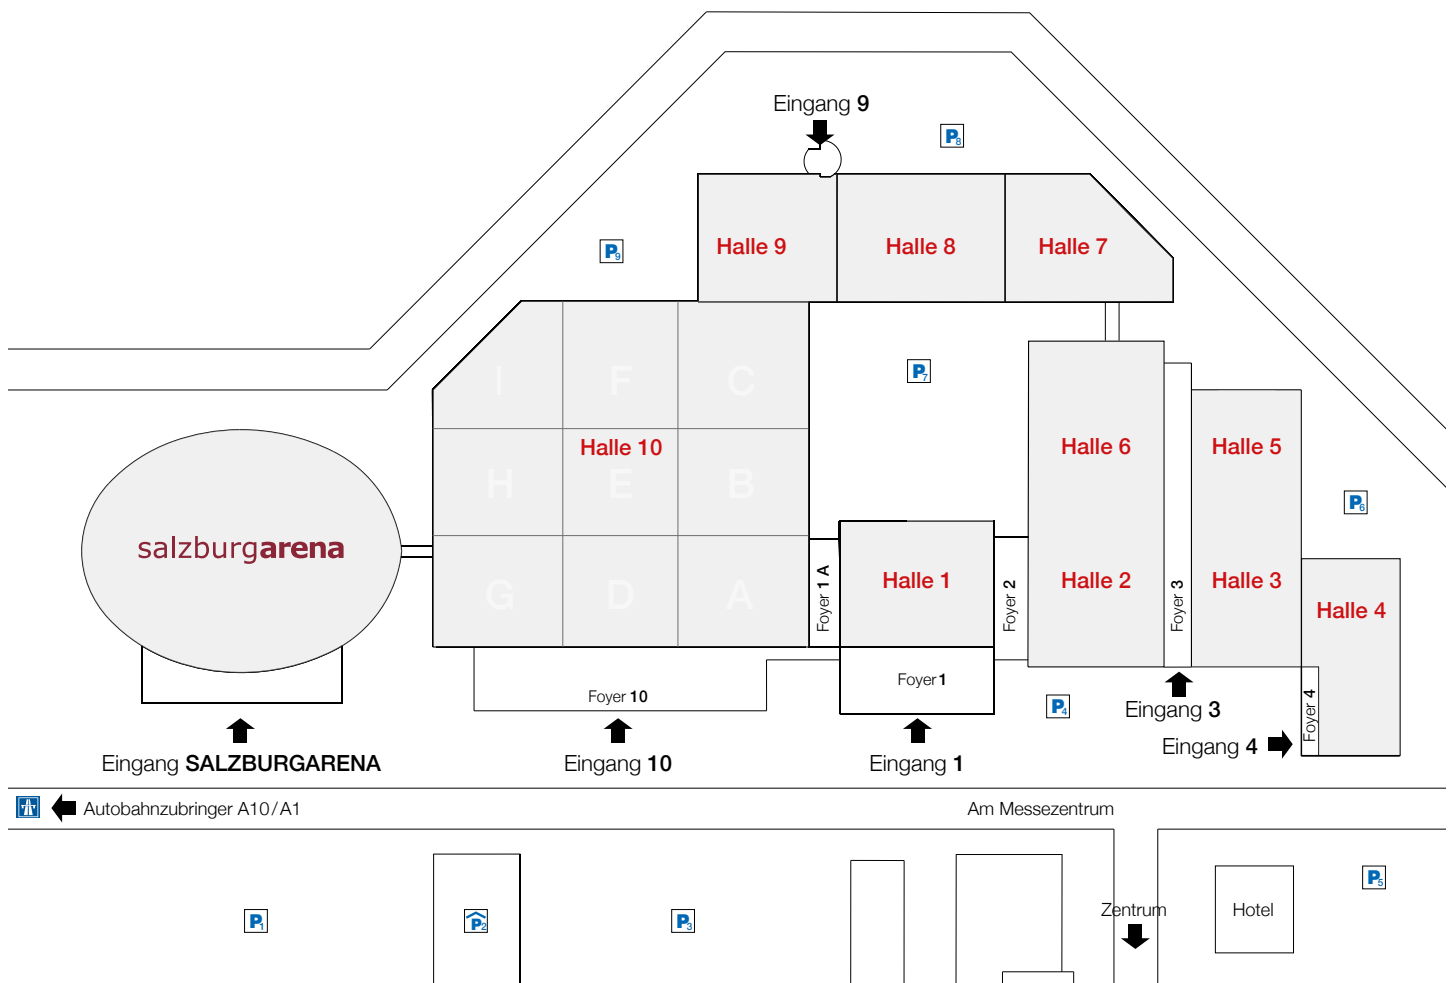 Eingang 9
P8
Halle 9
Halle 8
Halle 7
P9
I
F
C
P7
Halle 10
Halle 6
Halle 5
H
E
B
P6
salzburgarena
Foyer 1 A
Halle 1
Foyer 2
Halle 2
Foyer 3
Halle 3
G
D
A
Halle 4
Foyer 10
Foyer 1
P4
Eingang 3
Foyer 4
Eingang 4
Eingang SALZBURGARENA
Eingang 10
Eingang 1
Autobahnzubringer A10/A1
Am Messezentrum
P5
P1
P2
P3
Zentrum
Hotel